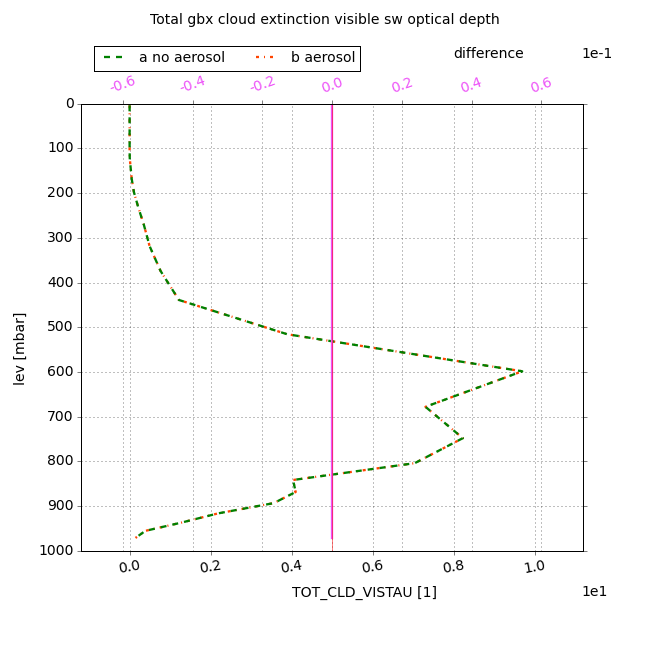 Total gbx cloud extinction visible sw optical depth
a no aerosol b aerosol
difference 1e-1
-0.6 -0.4 -0.2 0.0 0.2 0.4 0.6
0
100
200
300
400
500
600
700
800
900
1000
lev [mbar]
0.0 0.2 0.4 0.6 0.8 1.0
TOT_CLD_VISTAU [1] 1e1